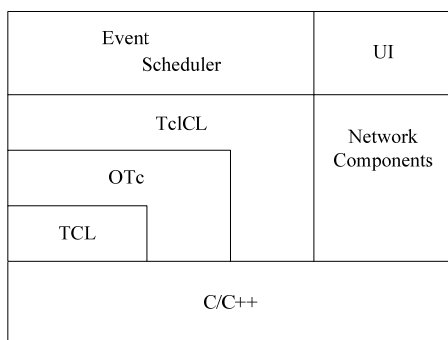 Event
Scheduler
UI
TclCL
Network
Components
OTc
TCL
C/C++